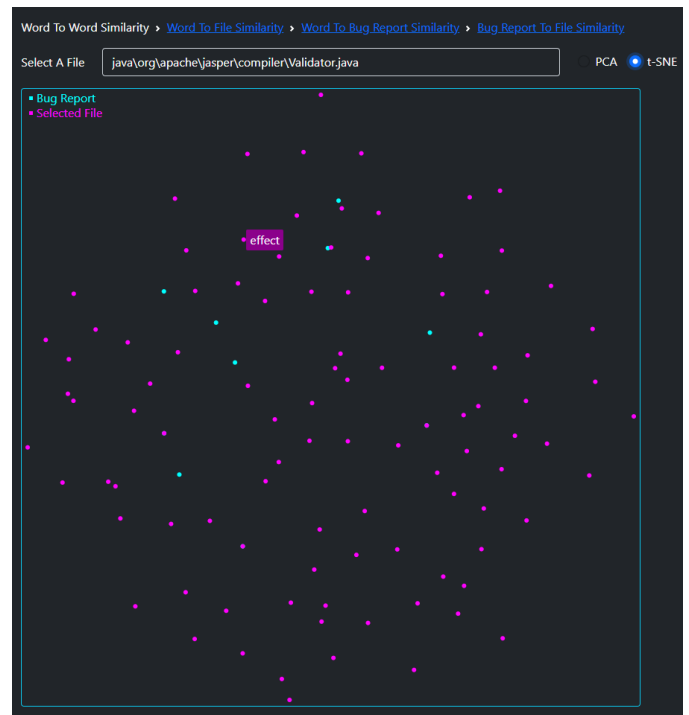 Word To Word Similarity › Word To File Similarity › Word To Bug Report Similarity › Bug Report To File Similarity
Select A File java\org\apache\jasper\compiler\Validator.java PCA t-SNE
Bug Report
Selected File
effect